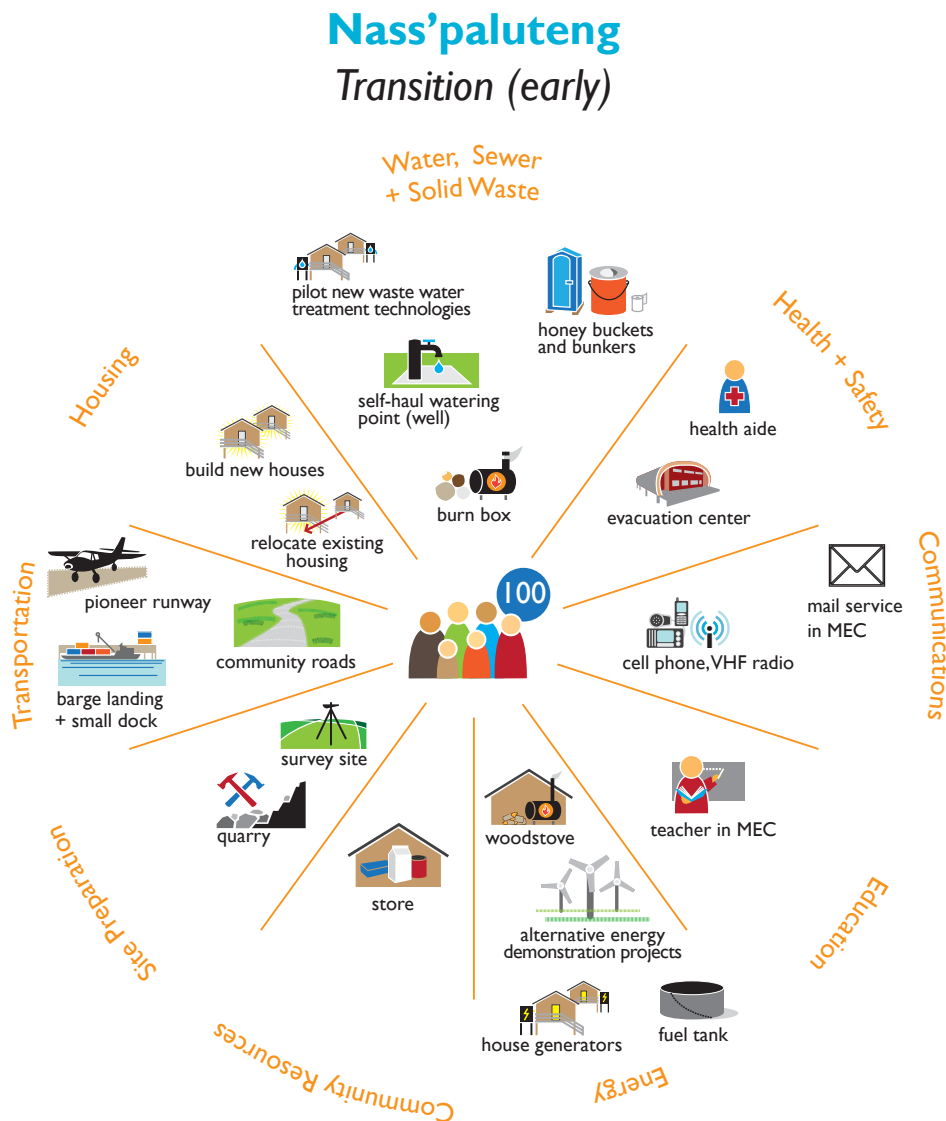 Nass'paluteng
Transition (early)
Water, Sewer
+ Solid Waste
pilot new waste water
treatment technologies
honey buckets
and bunkers
self-haul watering
point (well)
burn box
Health + Safety
health aide
evacuation center
Communications
mail service
in MEC
cell phone, VHF radio
Education
teacher in MEC
Energy
woodstove
alternative energy
demonstration projects
house generators
fuel tank
Community Resources
store
Site Preparation
survey site
quarry
Transportation
pioneer runway
community roads
barge landing
+ small dock
Housing
build new houses
relocate existing
housing
100